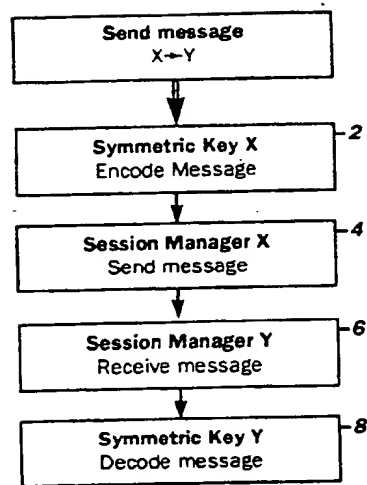 Send message
X→Y
2
Symmetric Key X
Encode Message
4
Session Manager X
Send message
6
Session Manager Y
Receive message
8
Symmetric Key Y
Decode message